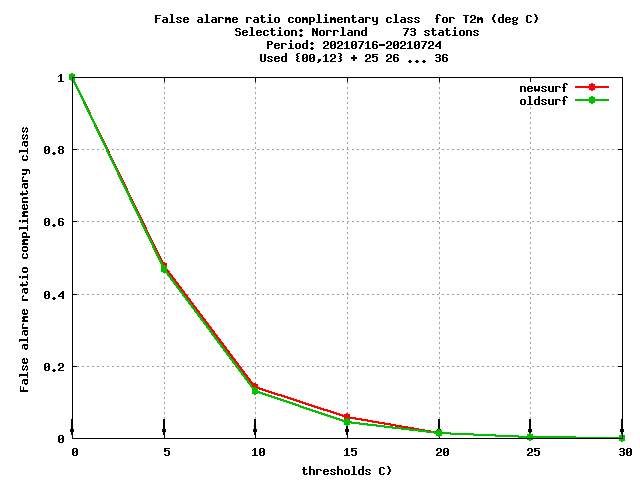 False alarme ratio complimentary class  for T2m (deg C)
Selection: Norrland     73 stations
Period: 20210716-20210724
Used {00,12} + 25 26 ... 36
newsurf
oldsurf
False alarme ratio complimentary class
1
0.8
0.6
0.4
0.2
0
0 5 10 15 20 25 30
thresholds C)